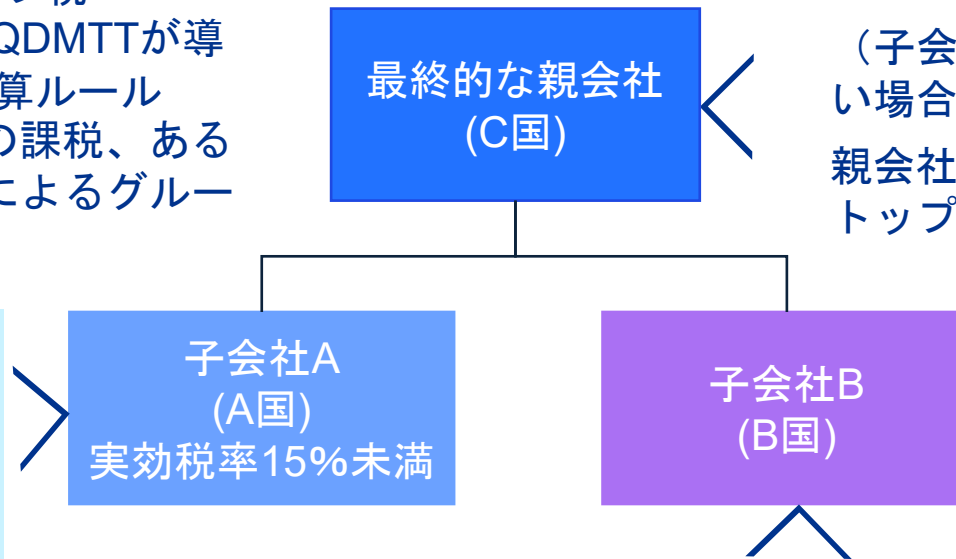 QDMTTが導
算ルール
の課税、ある
によるグルー
最終的な親会社
(C国)
（子会
い場合
親会社
トップ
子会社A
(A国)
実効税率15%未満
子会社B
(B国)